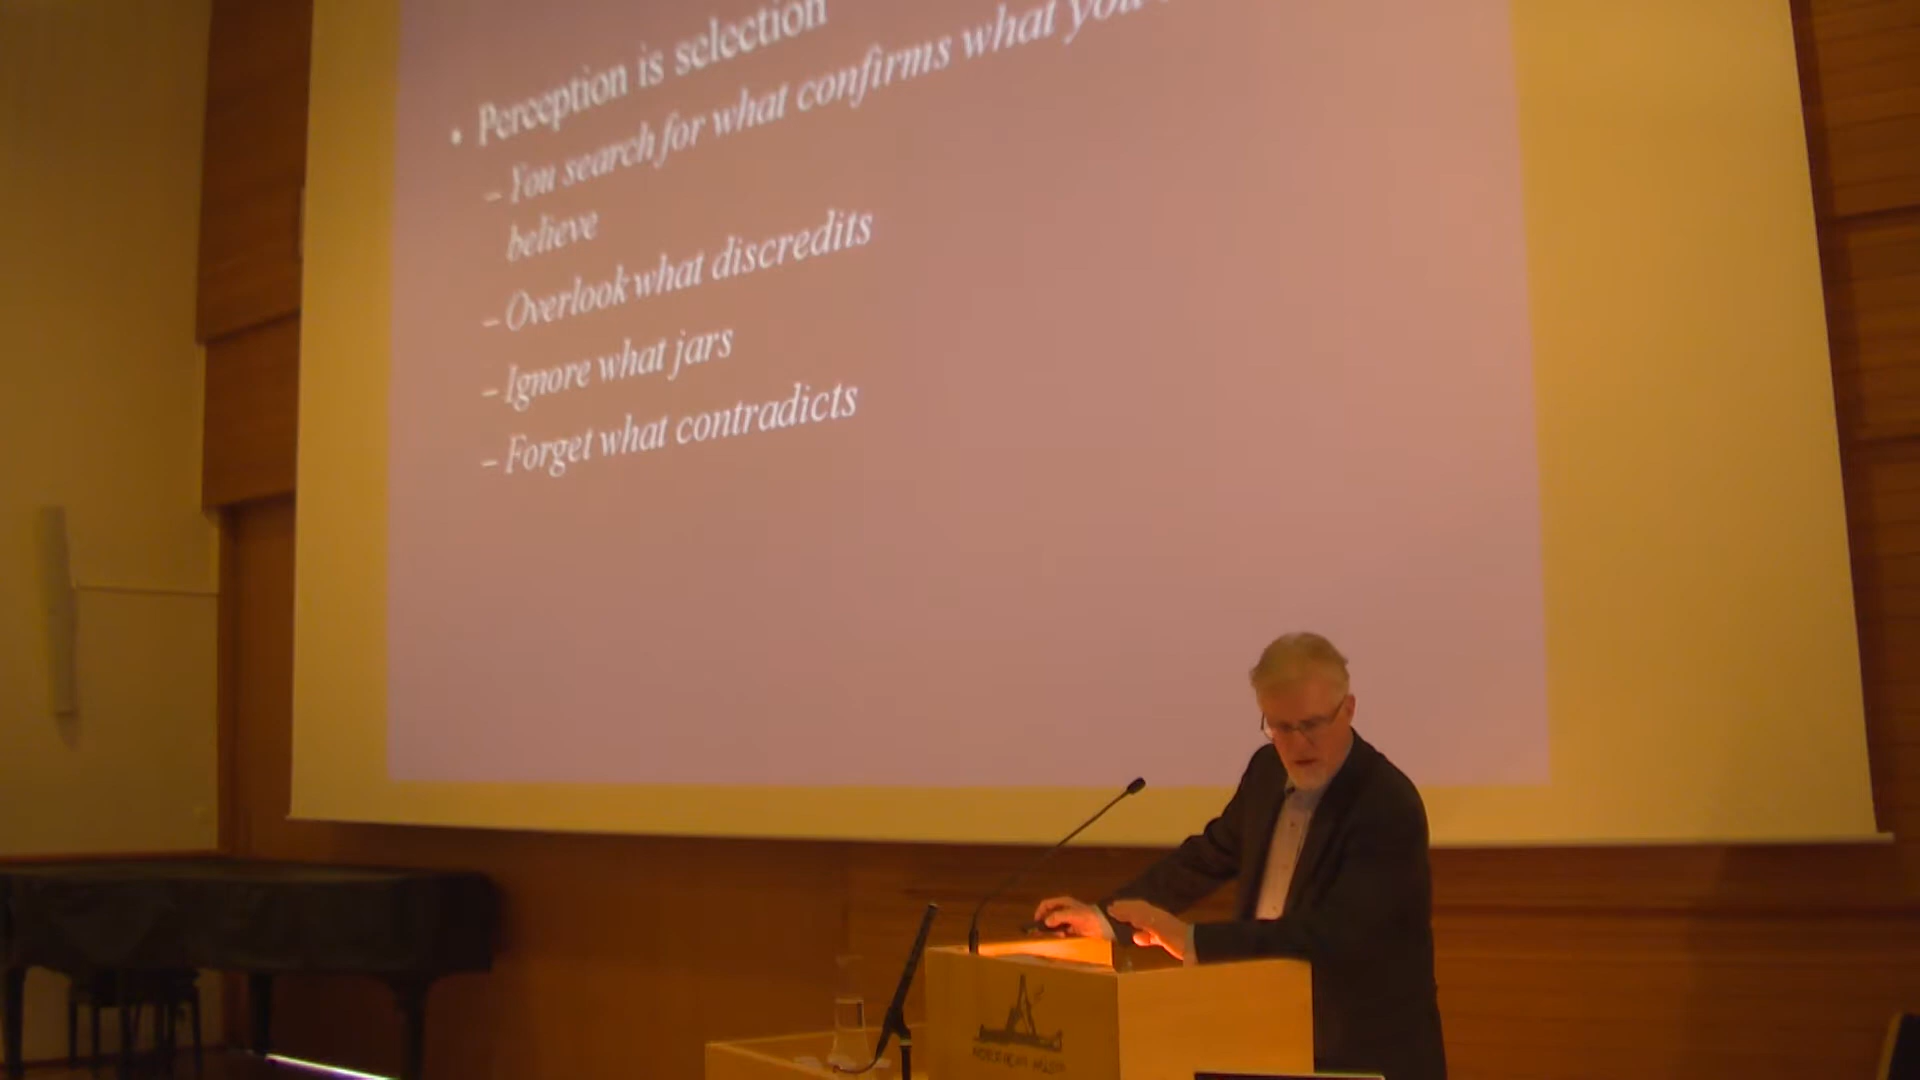 • Perception is selection
– You search for what confirms what you
believe
– Overlook what discredits
– Ignore what jars
– Forget what contradicts